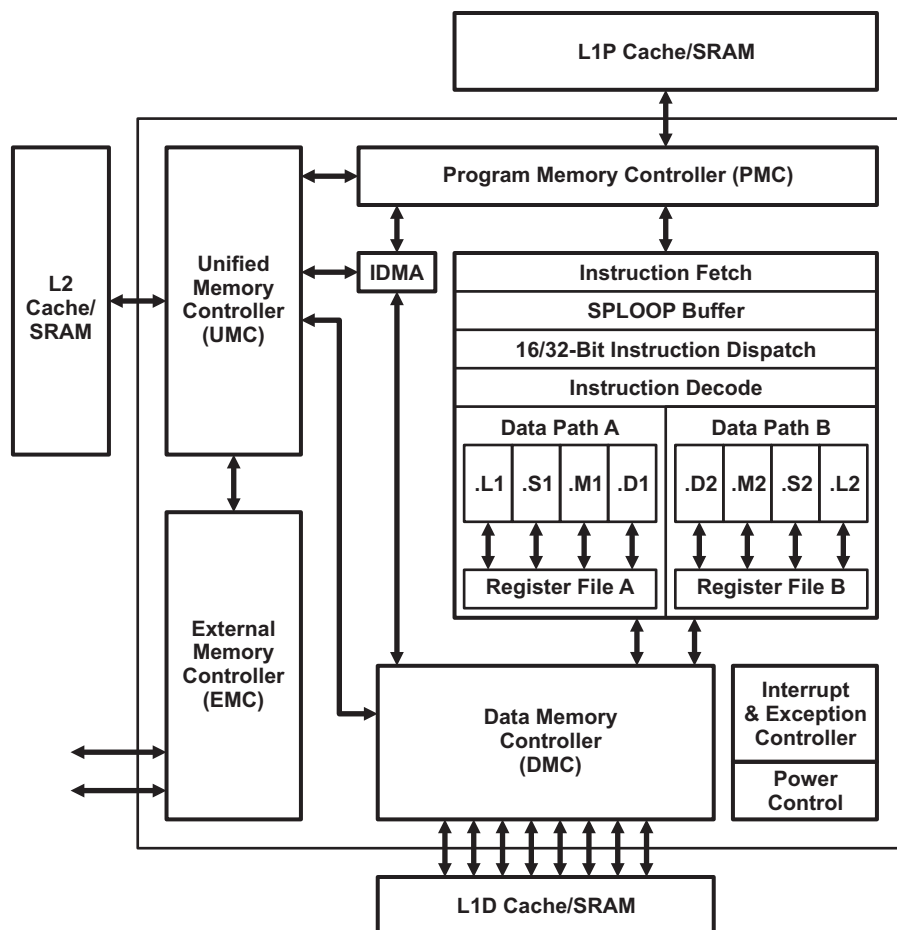 L1P Cache/SRAM
Program Memory Controller (PMC)
L2
Cache/
SRAM
Unified
Memory
Controller
(UMC)
IDMA
Instruction Fetch
SPLOOP Buffer
16/32-Bit Instruction Dispatch
Instruction Decode
Data Path A
Data Path B
.L1 .S1 .M1 .D1
.D2 .M2 .S2 .L2
Register File A
Register File B
External
Memory
Controller
(EMC)
Data Memory
Controller
(DMC)
Interrupt
& Exception
Controller
Power
Control
L1D Cache/SRAM